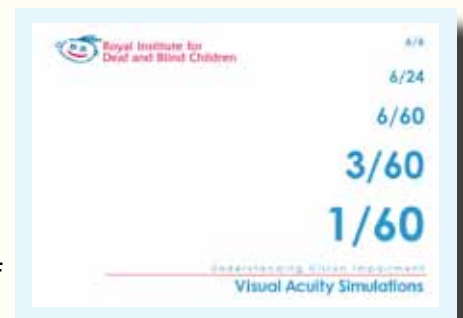 Royal Institute for
Deaf and Blind Children
6/6
6/24
6/60
3/60
1/60
Understanding Vision Impairment
Visual Acuity Simulations